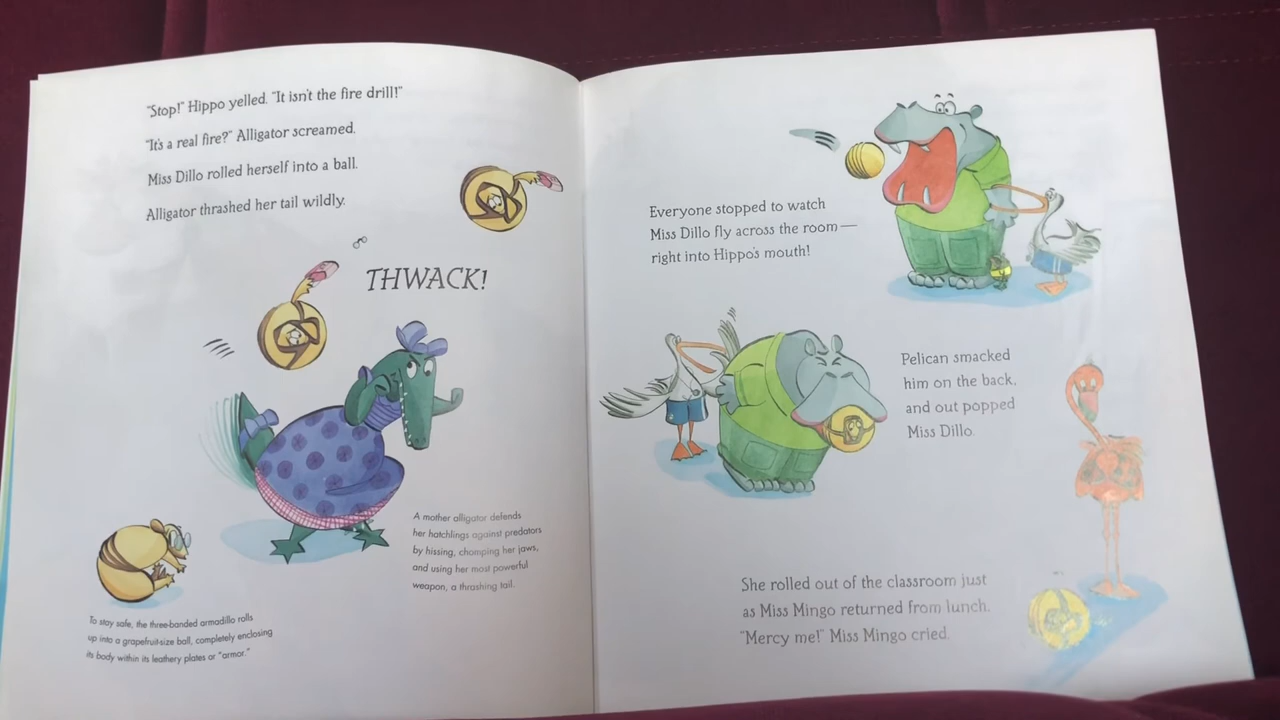 "Stop!" Hippo yelled. "It isn't the fire drill!"
"It's a real fire?" Alligator screamed.
Miss Dillo rolled herself into a ball.
Alligator thrashed her tail wildly.
THWACK!
A mother alligator defends
her hatchlings against predators
by hissing, chomping her jaws,
and using her most powerful
weapon, a thrashing tail.
To stay safe, the three-banded armadillo rolls
up into a grapefruit-size ball, completely enclosing
its body within its leathery plates or "armor."
Everyone stopped to watch
Miss Dillo fly across the room—
right into Hippo's mouth!
Pelican smacked
him on the back,
and out popped
Miss Dillo.
She rolled out of the classroom just
as Miss Mingo returned from lunch.
"Mercy me!" Miss Mingo cried.